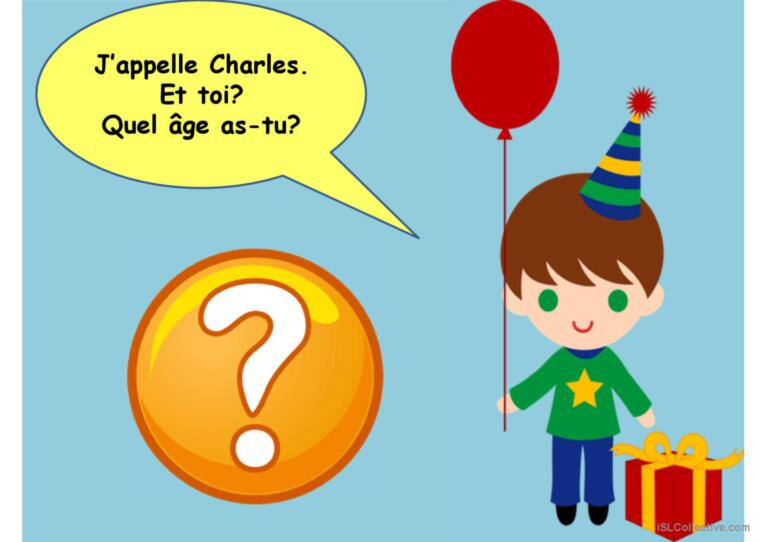 J'appelle Charles.
Et toi?
Quel âge as-tu?
?
iSLCollective.com